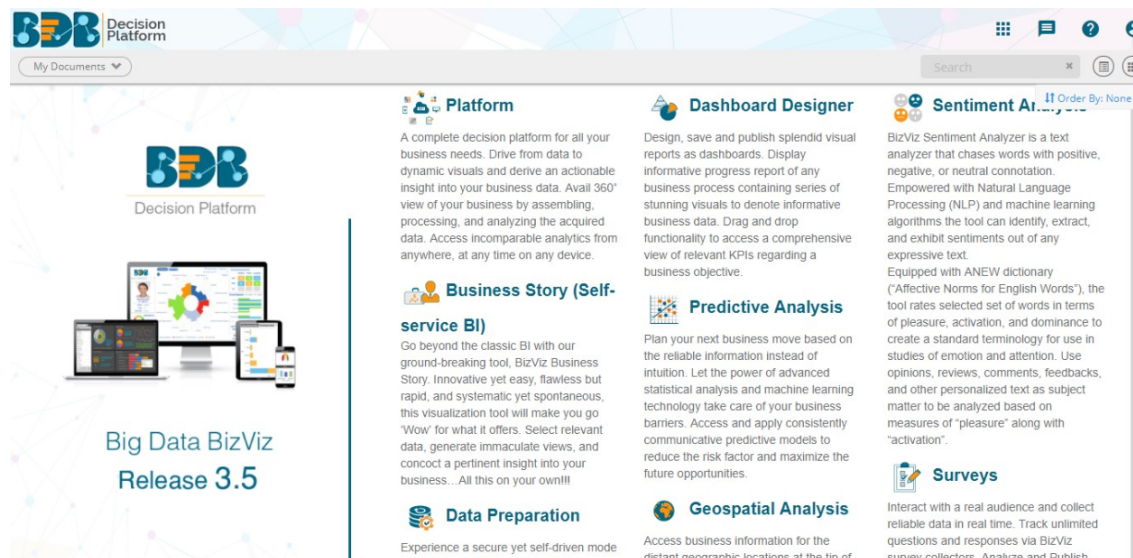 BDB Decision
Platform
My Documents
Search
Order By: None
BDB
Decision Platform
Big Data BizViz
Release 3.5
Platform
A complete decision platform for all your
business needs. Drive from data to
dynamic visuals and derive an actionable
insight into your business data. Avail 360°
view of your business by assembling,
processing, and analyzing the acquired
data. Access incomparable analytics from
anywhere, at any time on any device.
Business Story (Self-
service BI)
Go beyond the classic BI with our
ground-breaking tool, BizViz Business
Story. Innovative yet easy, flawless but
rapid, and systematic yet spontaneous,
this visualization tool will make you go
'Wow' for what it offers. Select relevant
data, generate immaculate views, and
concoct a pertinent insight into your
business…All this on your own!!!
Data Preparation
Experience a secure yet self-driven mode
Dashboard Designer
Design, save and publish splendid visual
reports as dashboards. Display
informative progress report of any
business process containing series of
stunning visuals to denote informative
business data. Drag and drop
functionality to access a comprehensive
view of relevant KPIs regarding a
business objective.
Predictive Analysis
Plan your next business move based on
the reliable information instead of
intuition. Let the power of advanced
statistical analysis and machine learning
technology take care of your business
barriers. Access and apply consistently
communicative predictive models to
reduce the risk factor and maximize the
future opportunities.
Geospatial Analysis
Access business information for the
distant geographic locations at the tip of
Sentiment Analysis
BizViz Sentiment Analyzer is a text
analyzer that chases words with positive,
negative, or neutral connotation.
Empowered with Natural Language
Processing (NLP) and machine learning
algorithms the tool can identify, extract,
and exhibit sentiments out of any
expressive text.
Equipped with ANEW dictionary
("Affective Norms for English Words"), the
tool rates selected set of words in terms
of pleasure, activation, and dominance to
create a standard terminology for use in
studies of emotion and attention. Use
opinions, reviews, comments, feedbacks,
and other personalized text as subject
matter to be analyzed based on
measures of "pleasure" along with
"activation".
Surveys
Interact with a real audience and collect
reliable data in real time. Track unlimited
questions and responses via BizViz
survey collectors. Analyze and Publish